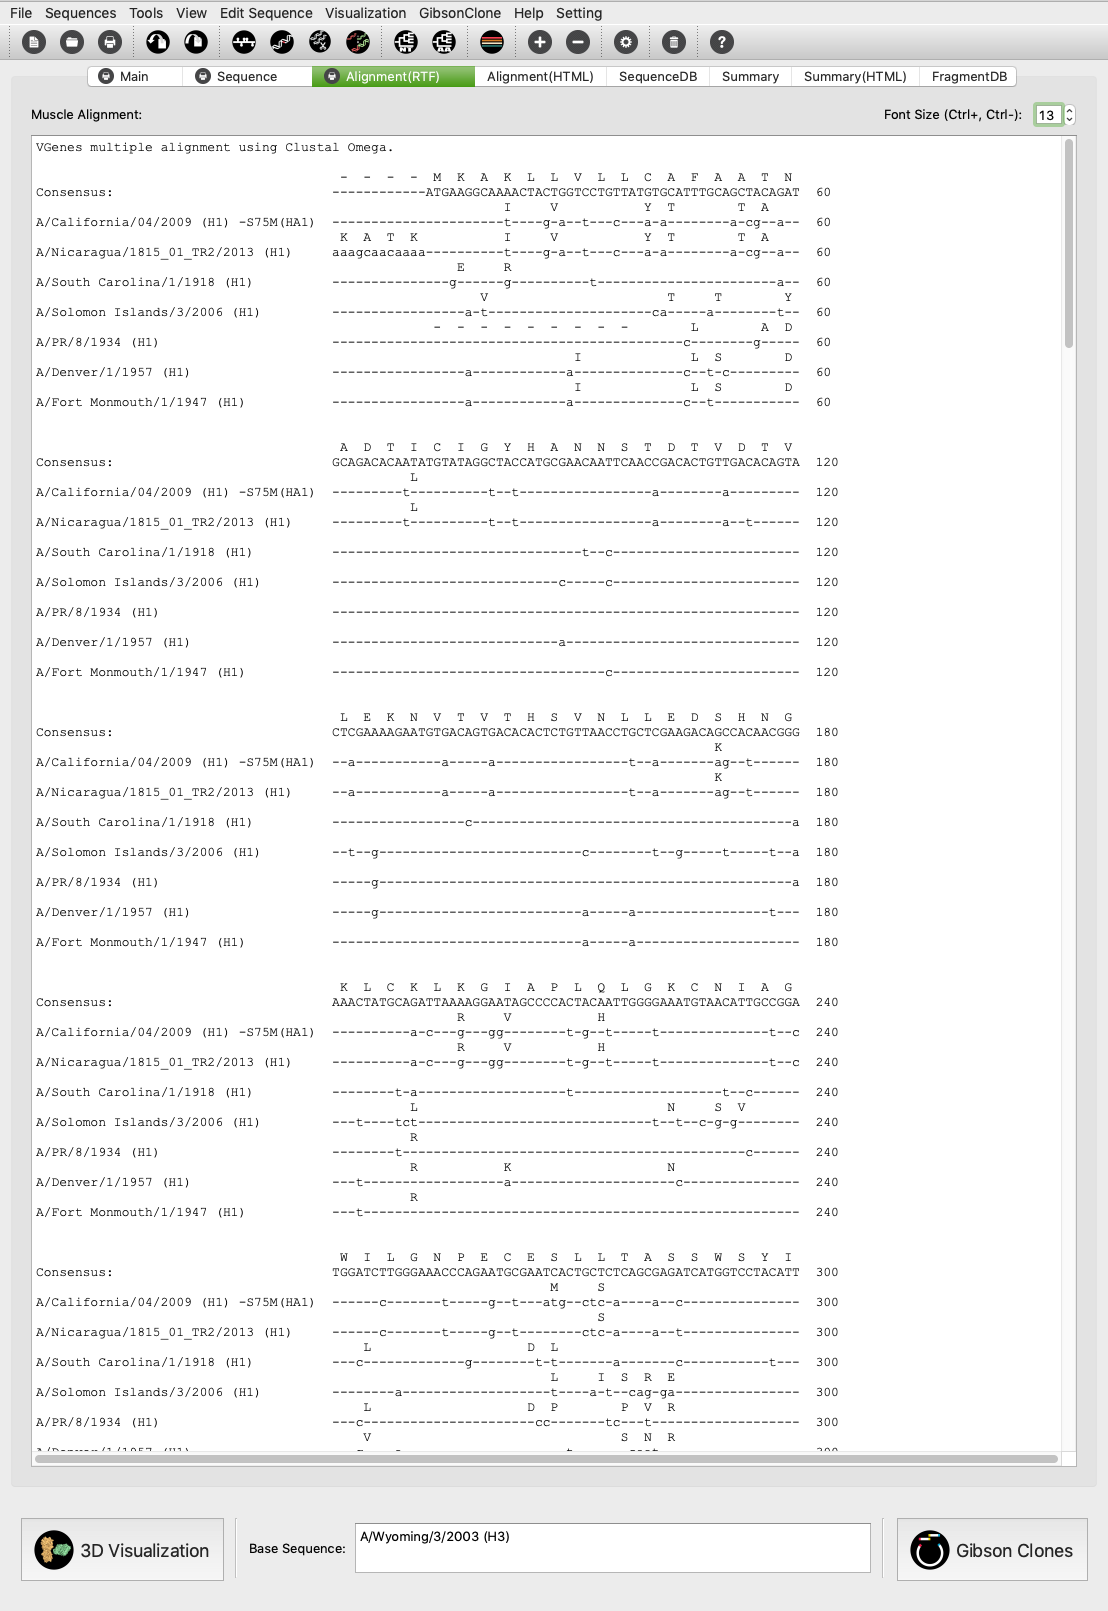 File Sequences Tools View Edit Sequence Visualization GibsonClone Help Setting
Main Sequence Alignment(RTF) Alignment(HTML) SequenceDB Summary Summary(HTML) FragmentDB
Muscle Alignment: Font Size (Ctrl+, Ctrl-): 13
VGenes multiple alignment using Clustal Omega.
- - - - M K A K L L V L L C A F A A T N
Consensus: ------------ATGAAGGCAAAACTACTGGTCCTGTTATGTGCATTTGCAGCTACAGAT 60
I V Y T T A
A/California/04/2009 (H1) -S75M(HA1) ----------------------t----g-a--t---c---a-a--------a-cg--a-- 60
K A T K I V Y T T A
A/Nicaragua/1815_01_TR2/2013 (H1) aaagcaacaaaa----------t----g-a--t---c---a-a--------a-cg--a-- 60
E R
A/South Carolina/1/1918 (H1) ---------------g------g----------t-----------------------a-- 60
V T T Y
A/Solomon Islands/3/2006 (H1) -----------------a-t---------------------ca-----a--------t-- 60
- - - - - - - - - L A D
A/PR/8/1934 (H1) ---------------------------------------------c--------g----- 60
I L S D
A/Denver/1/1957 (H1) -----------------a------------a--------------c--t-c--------- 60
I L S D
A/Fort Monmouth/1/1947 (H1) -----------------a------------a--------------c--t----------- 60
A D T I C I G Y H A N N S T D T V D T V
Consensus: GCAGACACAATATGTATAGGCTACCATGCGAACAATTCAACCGACACTGTTGACACAGTA 120
L
A/California/04/2009 (H1) -S75M(HA1) ---------t----------t--t-----------------a--------a--------- 120
L
A/Nicaragua/1815_01_TR2/2013 (H1) ---------t----------t--t-----------------a--------a--t------ 120
A/South Carolina/1/1918 (H1) --------------------------------t--c------------------------ 120
A/Solomon Islands/3/2006 (H1) -----------------------------c-----c------------------------ 120
A/PR/8/1934 (H1) ------------------------------------------------------------ 120
A/Denver/1/1957 (H1) -----------------------------a------------------------------ 120
A/Fort Monmouth/1/1947 (H1) -----------------------------------c------------------------ 120
L E K N V T V T H S V N L L E D S H N G
Consensus: CTCGAAAAGAATGTGACAGTGACACACTCTGTTAACCTGCTCGAAGACAGCCACAACGGG 180
K
A/California/04/2009 (H1) -S75M(HA1) --a-----------a-----a-----------------t--a-------ag--t------ 180
K
A/Nicaragua/1815_01_TR2/2013 (H1) --a-----------a-----a-----------------t--a-------ag--t------ 180
A/South Carolina/1/1918 (H1) -----------------c-----------------------------------------a 180
A/Solomon Islands/3/2006 (H1) --t--g--------------------------c--------t--g-----t-----t--a 180
A/PR/8/1934 (H1) -----g-----------------------------------------------------a 180
A/Denver/1/1957 (H1) -----g--------------------------a-----a-----------------t--- 180
A/Fort Monmouth/1/1947 (H1) --------------------------------a-----a--------------------- 180
K L C K L K G I A P L Q L G K C N I A G
Consensus: AAACTATGCAGATTAAAAGGAATAGCCCCACTACAATTGGGGAAATGTAACATTGCCGGA 240
R V H
A/California/04/2009 (H1) -S75M(HA1) ----------a-c---g---gg--------t-g--t-----t--------------t--c 240
R V H
A/Nicaragua/1815_01_TR2/2013 (H1) ----------a-c---g---gg--------t-g--t-----t--------------t--c 240
A/South Carolina/1/1918 (H1) --------t-a-------------------t-------------------t--c------ 240
L N S V
A/Solomon Islands/3/2006 (H1) ---t----tct------------------------------t--t--c-g-g-------- 240
R
A/PR/8/1934 (H1) --------t--------------------------------------------c------ 240
R K N
A/Denver/1/1957 (H1) ---t------------------a---------------------c--------------- 240
R
A/Fort Monmouth/1/1947 (H1) ---t-------------------------------------------------------- 240
W I L G N P E C E S L L T A S S W S Y I
Consensus: TGGATCTTGGGAAACCCAGAATGCGAATCACTGCTCTCAGCGAGATCATGGTCCTACATT 300
M S
A/California/04/2009 (H1) -S75M(HA1) ------c-------t-----g--t---atg--ctc-a----a--c--------------- 300
S
A/Nicaragua/1815_01_TR2/2013 (H1) ------c-------t-----g--t--------ctc-a----a--t--------------- 300
L D L
A/South Carolina/1/1918 (H1) ---c-------------g--------t-t-------a-------c-----------t--- 300
L I S R E
A/Solomon Islands/3/2006 (H1) --------a-------------------t----a-t--cag-ga---------------- 300
L D P P V R
A/PR/8/1934 (H1) ---c----------------------cc-------tc---t------------------- 300
V S N R
A/Denver/1/1957 (H1)
3D Visualization Base Sequence: A/Wyoming/3/2003 (H3) Gibson Clones